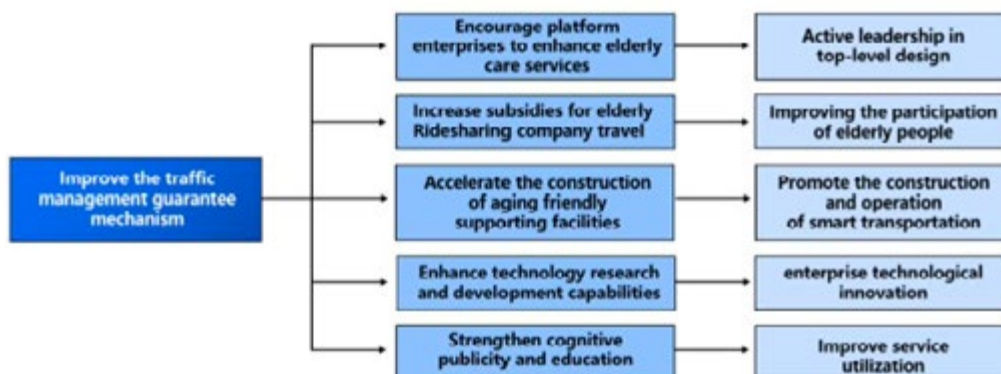 Improve the traffic
management guarantee
mechanism
Encourage platform
enterprises to enhance elderly
care services
Active leadership in
top-level design
Increase subsidies for elderly
Ridesharing company travel
Improving the participation
of elderly people
Accelerate the construction
of aging friendly
supporting facilities
Promote the construction
and operation
of smart transportation
Enhance technology research
and development capabilities
enterprise technological
innovation
Strengthen cognitive
publicity and education
Improve service
utilization